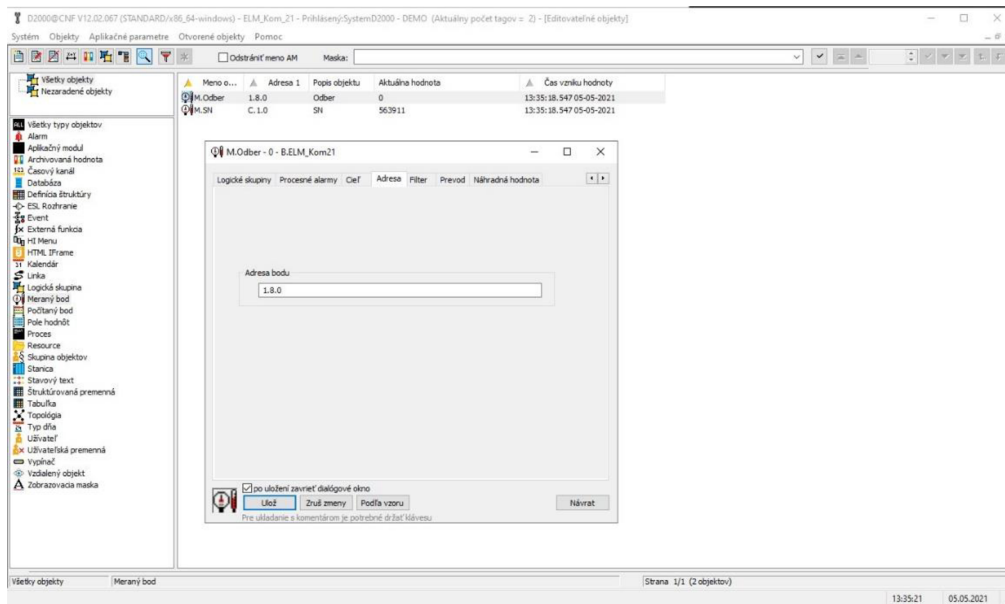 D2000@CNF V12.02.067 (STANDARD/x86_64-windows) - ELM_Kom_21 - Prihlásený:SystemD2000 - DEMO (Aktuálny počet tagov = 2) - [Editovateľné objekty]
Systém Objekty Aplikačné parametre Otvorené objekty Pomoc
Odstrániť meno AM Maska:
Všetky objekty
Nezaradené objekty
Meno o... Adresa 1 Popis objektu Aktuálna hodnota Čas vzniku hodnoty
M.Odber 1.8.0 Odber 0 13:35:18.547 05-05-2021
M.SN C.1.0 SN 563911 13:35:18.547 05-05-2021
ALL Všetky typy objektov
Alarm
Aplikačný modul
Archivovaná hodnota
Časový kanál
Databáza
Definícia štruktúry
ESL Rozhranie
Event
Externá funkcia
HI Menu
HTML IFrame
Kalendár
Linka
Logická skupina
Meraný bod
Počítaný bod
Pole hodnôt
Proces
Resource
Skupina objektov
Stanica
Stavový text
Štruktúrovaná premenná
Tabuľka
Topológia
Typ dňa
Užívateľ
Užívateľská premenná
Vypínač
Vzdialený objekt
Zobrazovacia maska
M.Odber - 0 - B.ELM_Kom21
Logické skupiny Procesné alarmy Cieľ Adresa Filter Prevod Náhradná hodnota
Adresa bodu
1.8.0
po uložení zavrieť dialógové okno
Ulož Zruš zmeny Podľa vzoru Návrat
Pre ukladanie s komentárom je potrebné držať klávesu
Všetky objekty Meraný bod Strana 1/1 (2 objektov)
13:35:21 05.05.2021